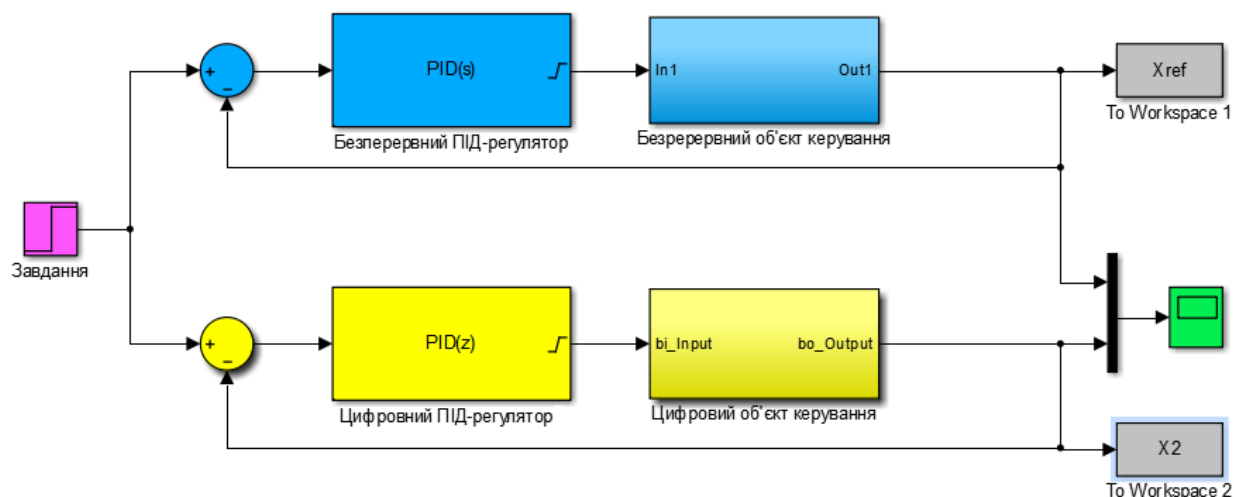 PID(s)
In1
Out1
Xref
+
−
To Workspace 1
Безперервний ПІД-регулятор
Безрерервний об'єкт керування
Завдання
PID(z)
bi_Input
bo_Output
+
−
Цифровний ПІД-регулятор
Цифровий об'єкт керування
X2
To Workspace 2